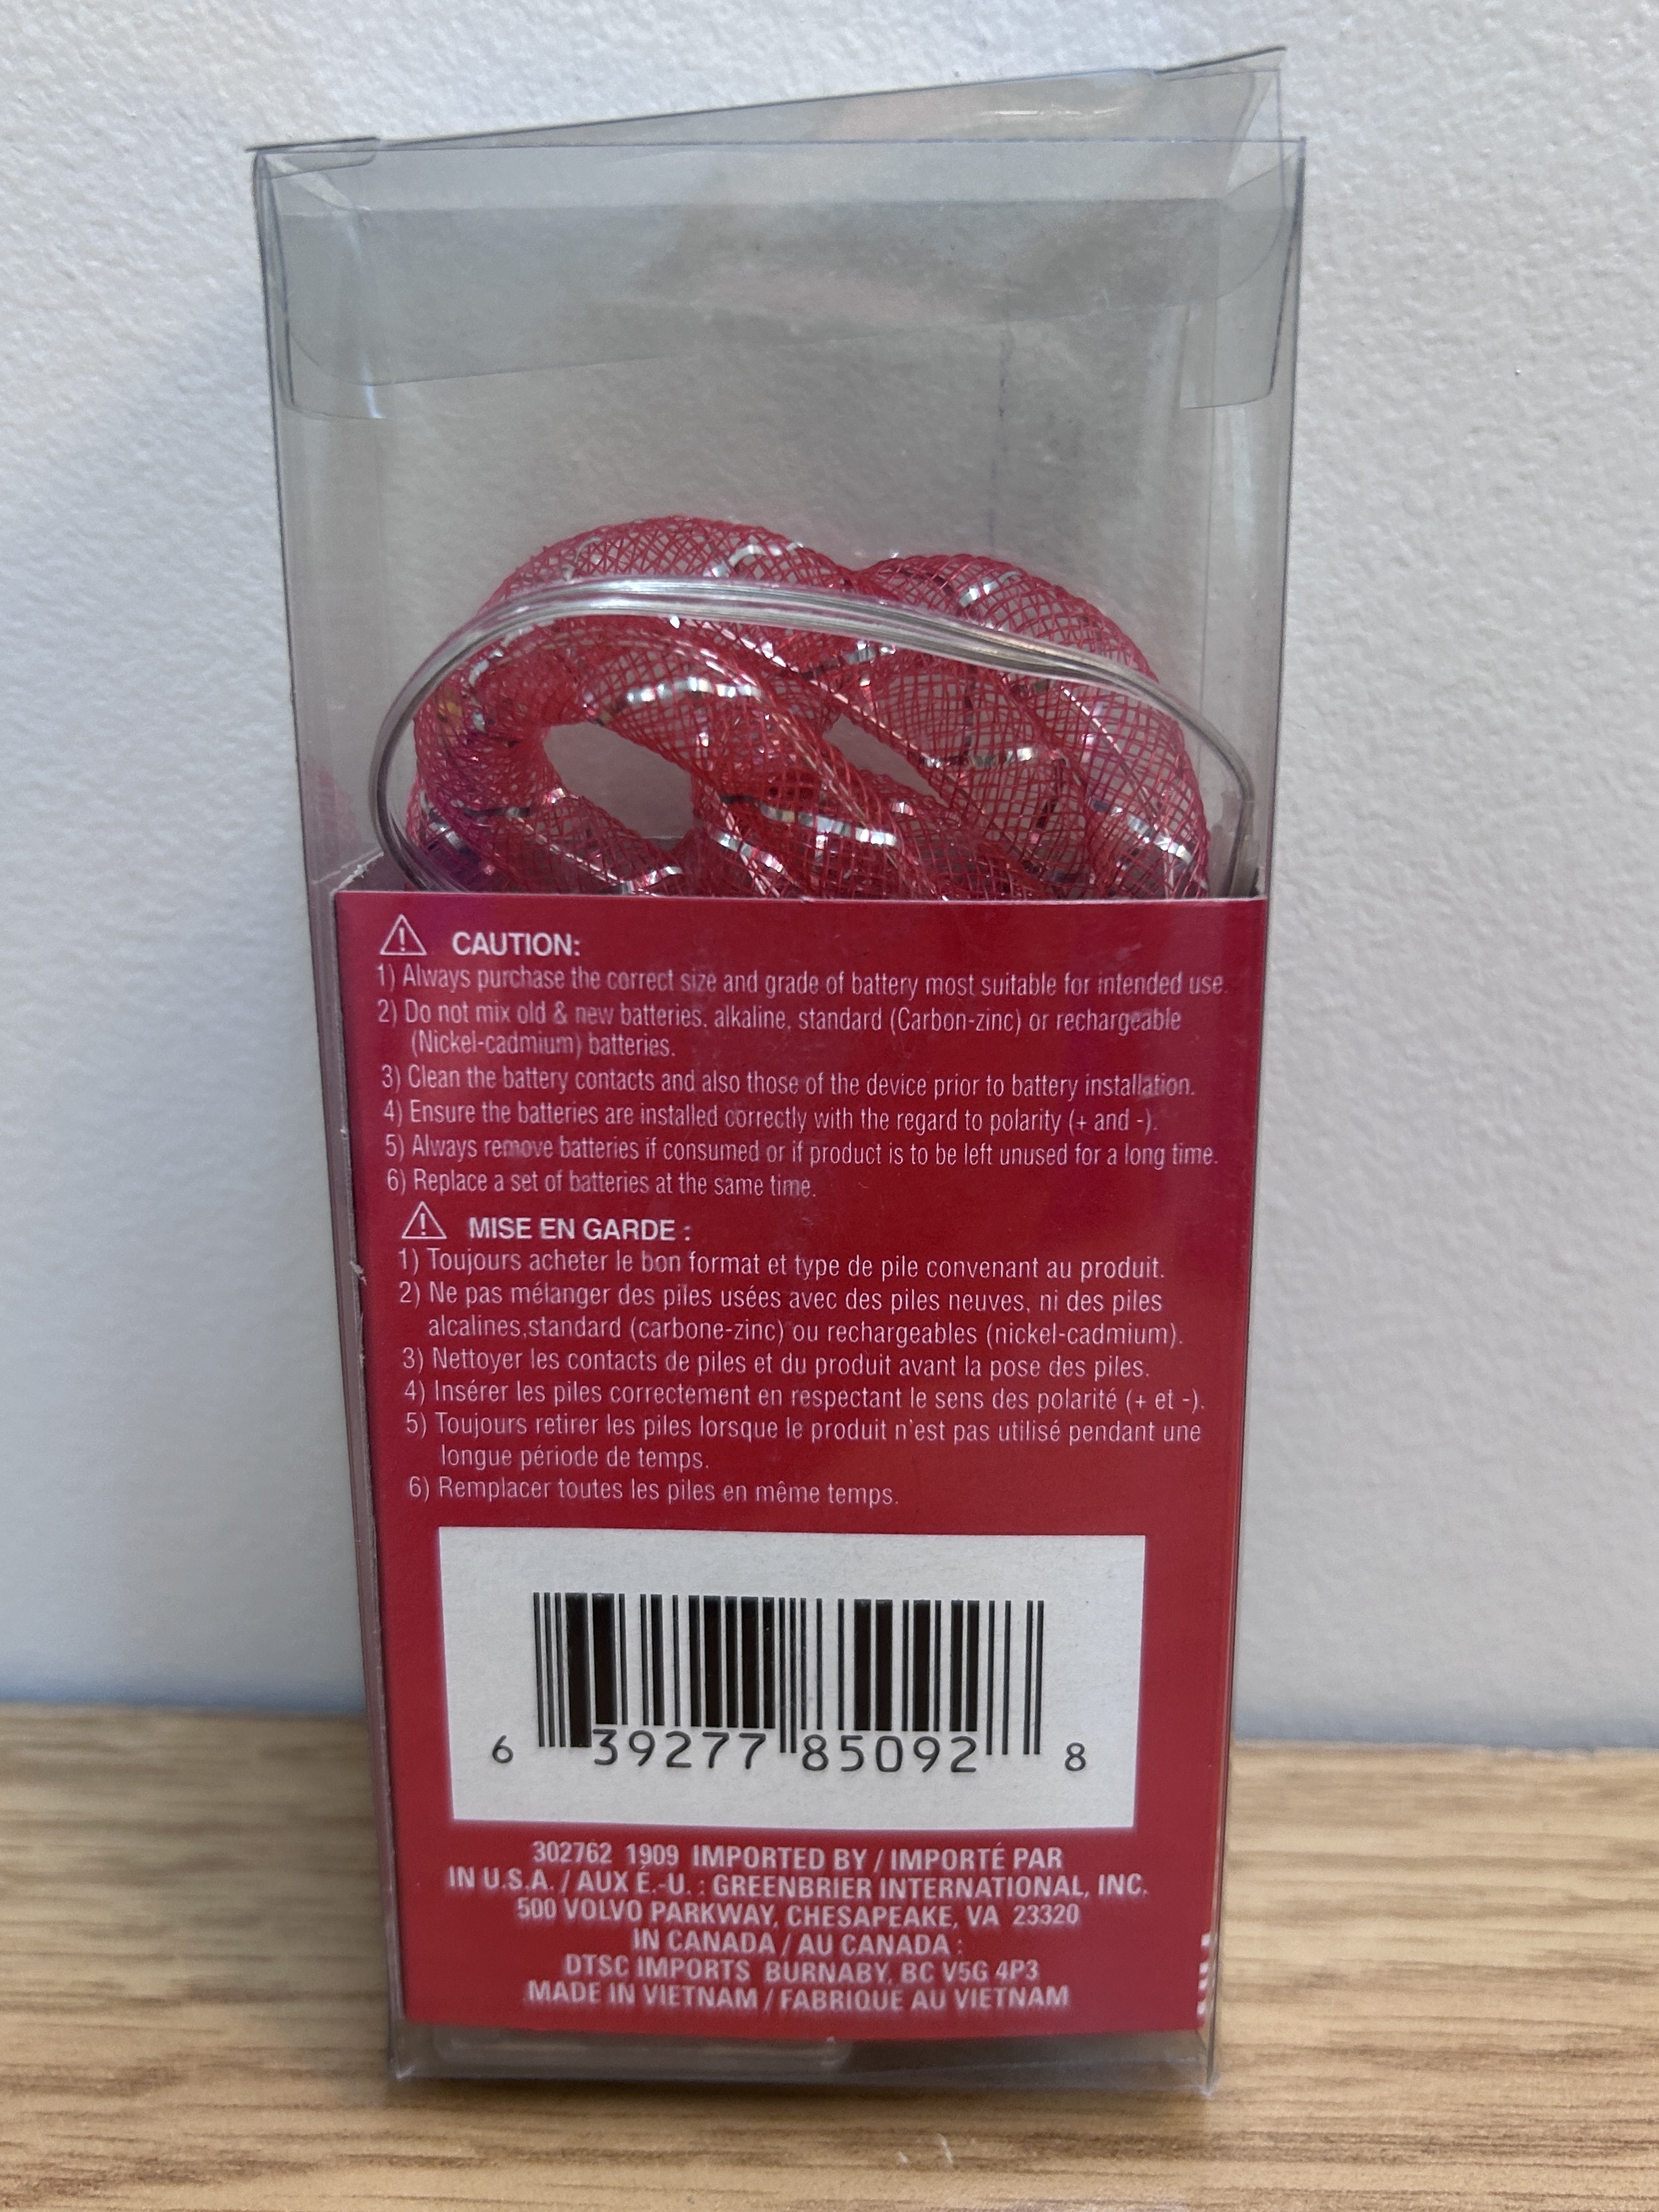 CAUTION:
1) Always purchase the correct size and grade of battery most suitable for intended use.
2) Do not mix old & new batteries, alkaline, standard (Carbon-zinc) or rechargeable
(Nickel-cadmium) batteries.
3) Clean the battery contacts and also those of the device prior to battery installation.
4) Ensure the batteries are installed correctly with the regard to polarity (+ and -).
5) Always remove batteries if consumed or if product is to be left unused for a long time.
6) Replace a set of batteries at the same time.
MISE EN GARDE :
1) Toujours acheter le bon format et type de pile convenant au produit.
2) Ne pas mélanger des piles usées avec des piles neuves, ni des piles
alcalines,standard (carbone-zinc) ou rechargeables (nickel-cadmium).
3) Nettoyer les contacts de piles et du produit avant la pose des piles.
4) Insérer les piles correctement en respectant le sens des polarité (+ et -).
5) Toujours retirer les piles lorsque le produit n'est pas utilisé pendant une
longue période de temps.
6) Remplacer toutes les piles en même temps.
6 39277 85092 8
302762 1909 IMPORTED BY / IMPORTÉ PAR
IN U.S.A. / AUX É.-U. : GREENBRIER INTERNATIONAL, INC.
500 VOLVO PARKWAY, CHESAPEAKE, VA 23320
IN CANADA / AU CANADA :
DTSC IMPORTS BURNABY, BC V5G 4P3
MADE IN VIETNAM / FABRIQUE AU VIETNAM